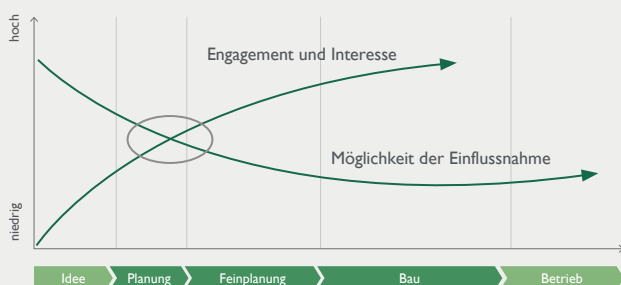 hoch
Engagement und Interesse
Möglichkeit der Einflussnahme
niedrig
Idee
Planung
Feinplanung
Bau
Betrieb